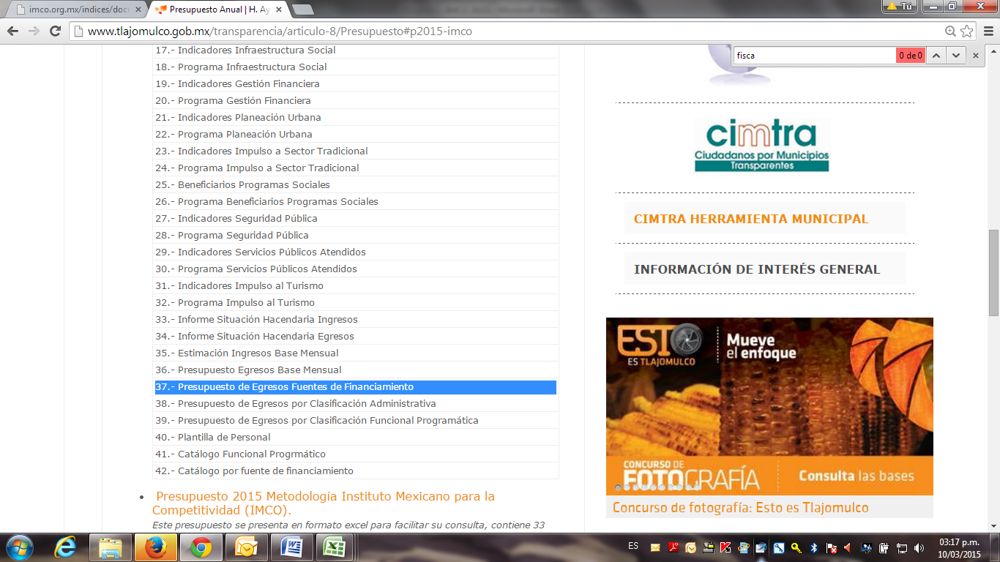 imco.org.mx/indices/docu
Presupuesto Anual | H. Ay
Tú
www.tlajomulco.gob.mx/transparencia/articulo-8/Presupuesto#p2015-imco
fisca
0 de 0
17.- Indicadores Infraestructura Social
18.- Programa Infraestructura Social
19.- Indicadores Gestión Financiera
20.- Programa Gestión Financiera
21.- Indicadores Planeación Urbana
22.- Programa Planeación Urbana
23.- Indicadores Impulso a Sector Tradicional
24.- Programa Impulso a Sector Tradicional
25.- Beneficiarios Programas Sociales
26.- Programa Beneficiarios Programas Sociales
27.- Indicadores Seguridad Pública
28.- Programa Seguridad Pública
29.- Indicadores Servicios Públicos Atendidos
30.- Programa Servicios Públicos Atendidos
31.- Indicadores Impulso al Turismo
32.- Programa Impulso al Turismo
33.- Informe Situación Hacendaria Ingresos
34.- Informe Situación Hacendaria Egresos
35.- Estimación Ingresos Base Mensual
36.- Presupuesto Egresos Base Mensual
37.- Presupuesto de Egresos Fuentes de Financiamiento
38.- Presupuesto de Egresos por Clasificación Administrativa
39.- Presupuesto de Egresos por Clasificación Funcional Programática
40.- Plantilla de Personal
41.- Catálogo Funcional Progrmático
42.- Catálogo por fuente de financiamiento
Presupuesto 2015 Metodología Instituto Mexicano para la
Competitividad (IMCO).
Este presupuesto se presenta en formato excel para facilitar su consulta, contiene 33
cimtra
Ciudadanos por Municipios
Transparentes
CIMTRA HERRAMIENTA MUNICIPAL
INFORMACIÓN DE INTERÉS GENERAL
ESTO
ES TLAJOMULCO
Mueve
el enfoque
CONCURSO DE
FOTOGRAFÍA
Consulta las bases
Concurso de fotografía: Esto es Tlajomulco
ES
03:17 p.m.
10/03/2015